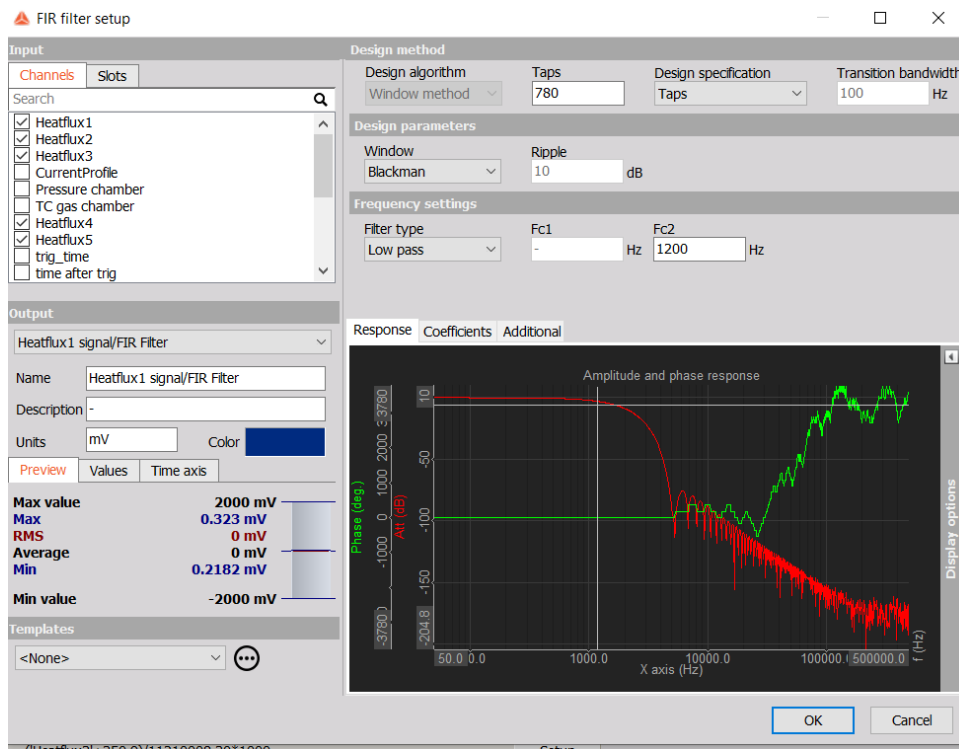 FIR filter setup
Input
Channels Slots
Search
Heatflux1
Heatflux2
Heatflux3
CurrentProfile
Pressure chamber
TC gas chamber
Heatflux4
Heatflux5
trig_time
time after trig
Output
Heatflux1 signal/FIR Filter
Name Heatflux1 signal/FIR Filter
Description -
Units mV Color
Preview Values Time axis
Max value 2000 mV
Max 0.323 mV
RMS 0 mV
Average 0 mV
Min 0.2182 mV
Min value -2000 mV
Templates
<None>
Design method
Design algorithm Taps Design specification Transition bandwidth
Window method 780 Taps 100 Hz
Design parameters
Window Ripple
Blackman 10 dB
Frequency settings
Filter type Fc1 Fc2
Low pass - Hz 1200 Hz
Response Coefficients Additional
Amplitude and phase response
Phase (deg.)
-3780 -1000 0 1000 2000 3780
Att (dB)
-204.8 -150 -100 -50 10
50.0 1000.0 10000.0 100000. 500000.0
X axis (Hz)
f (Hz)
Display options
OK Cancel